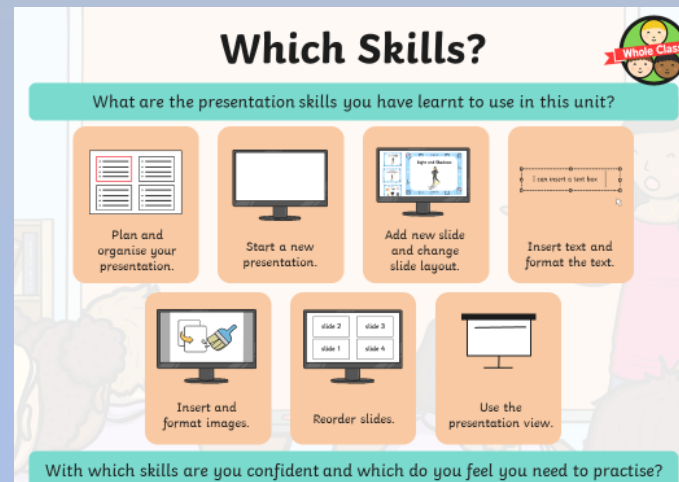 Which Skills?
Whole Class
What are the presentation skills you have learnt to use in this unit?
Plan and
organise your
presentation.
Start a new
presentation.
Light and Shadows
Add new slide
and change
slide layout.
I can insert a text box
Insert text and
format the text.
Insert and
format images.
slide 2
slide 3
slide 1
slide 4
Reorder slides.
Use the
presentation view.
With which skills are you confident and which do you feel you need to practise?